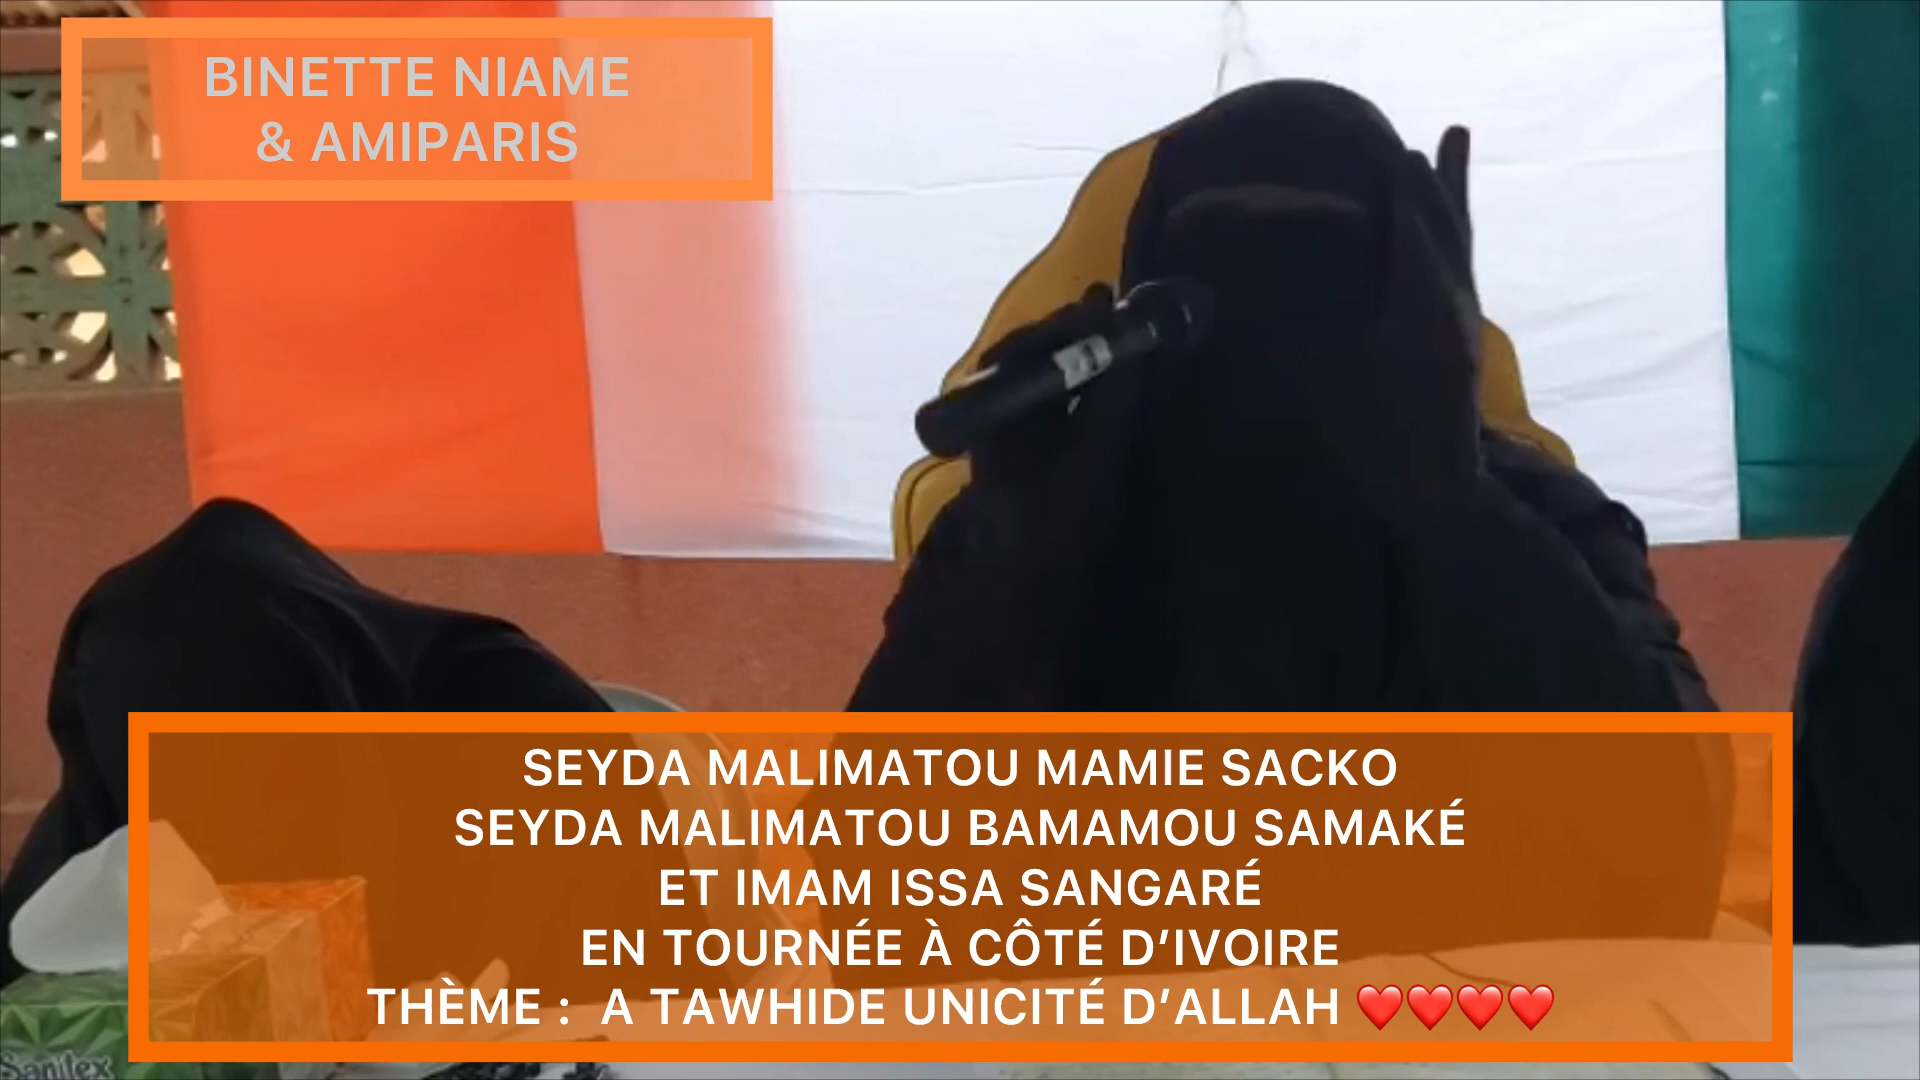 BINETTE NIAME
& AMIPARIS
SEYDA MALIMATOU MAMIE SACKO
SEYDA MALIMATOU BAMAMOU SAMAKÉ
ET IMAM ISSA SANGARÉ
EN TOURNÉE À CÔTÉ D’IVOIRE
THÈME :  A TAWHIDE UNICITÉ D’ALLAH ❤️❤️❤️❤️
Sanilex